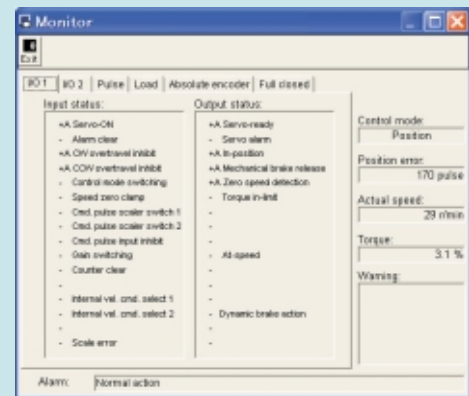 Monitor
Exit
I/O 1 I/O 2 Pulse Load Absolute encoder Full closed
Input status:
+A Servo-ON
- Alarm clear
+A CW overtravel inhibit
+A CCW overtravel inhibit
- Control mode switching
- Speed zero clamp
- Cmd. pulse scaler switch 1
- Cmd. pulse scaler switch 2
- Cmd. pulse input inhibit
- Gain switching
- Counter clear
-
- Internal vel. cmd. select 1
- Internal vel. cmd. select 2
-
- Scale error
Output status:
+A Servo-ready
- Servo alarm
+A In-position
+A Mechanical brake release
+A Zero speed detection
- Torque in-limit
-
-
-
- At-speed
-
-
-
- Dynamic brake action
-
-
Control mode:
Position
Position error:
170 pulse
Actual speed:
29 r/min
Torque:
3.1 %
Warning:
Alarm: Normal action